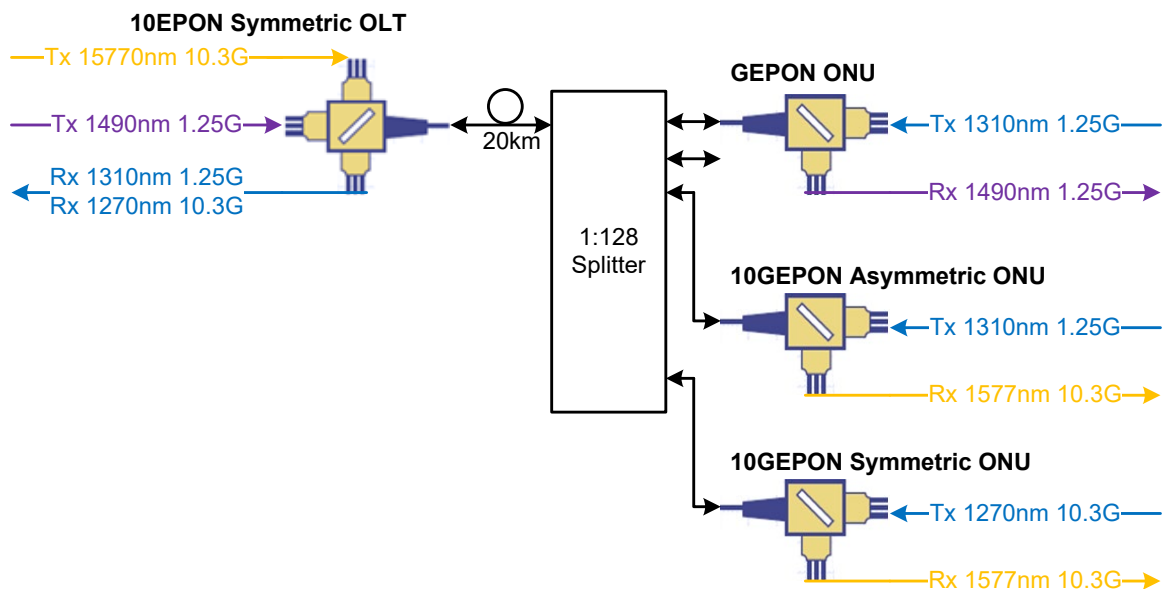 10EPON Symmetric OLT
Tx 15770nm 10.3G
Tx 1490nm 1.25G
Rx 1310nm 1.25G
Rx 1270nm 10.3G
20km
1:128
Splitter
GEPON ONU
Tx 1310nm 1.25G
Rx 1490nm 1.25G
10GEPON Asymmetric ONU
Tx 1310nm 1.25G
Rx 1577nm 10.3G
10GEPON Symmetric ONU
Tx 1270nm 10.3G
Rx 1577nm 10.3G